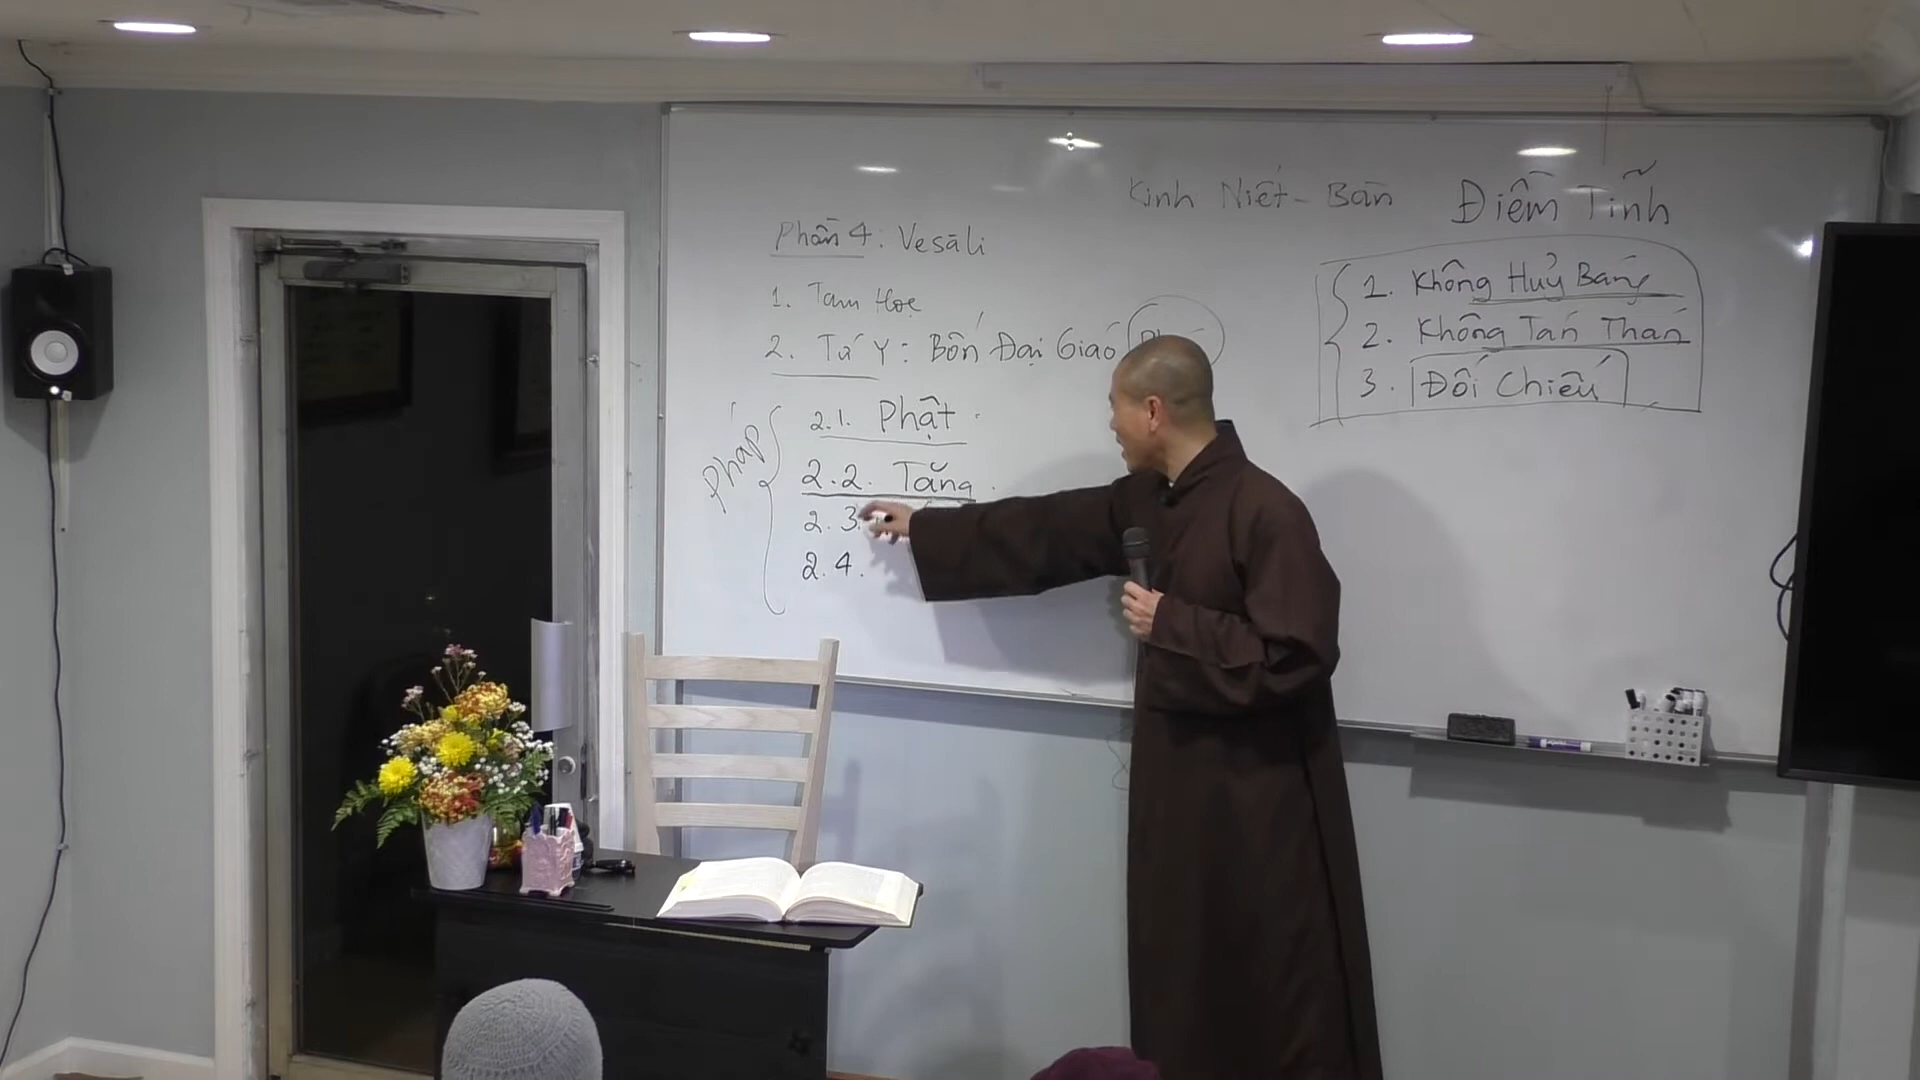 Kinh Niết-Bàn
Điềm Tĩnh
Phần 4: Vesāli
1. Tam Học
2. Tứ Y: Bốn Đại Giáo
Pháp
2.1. Phật
2.2. Tăng
2.3.
2.4.
1. Không Huỷ Báng
2. Không Tán Thán
3. Đối Chiếu